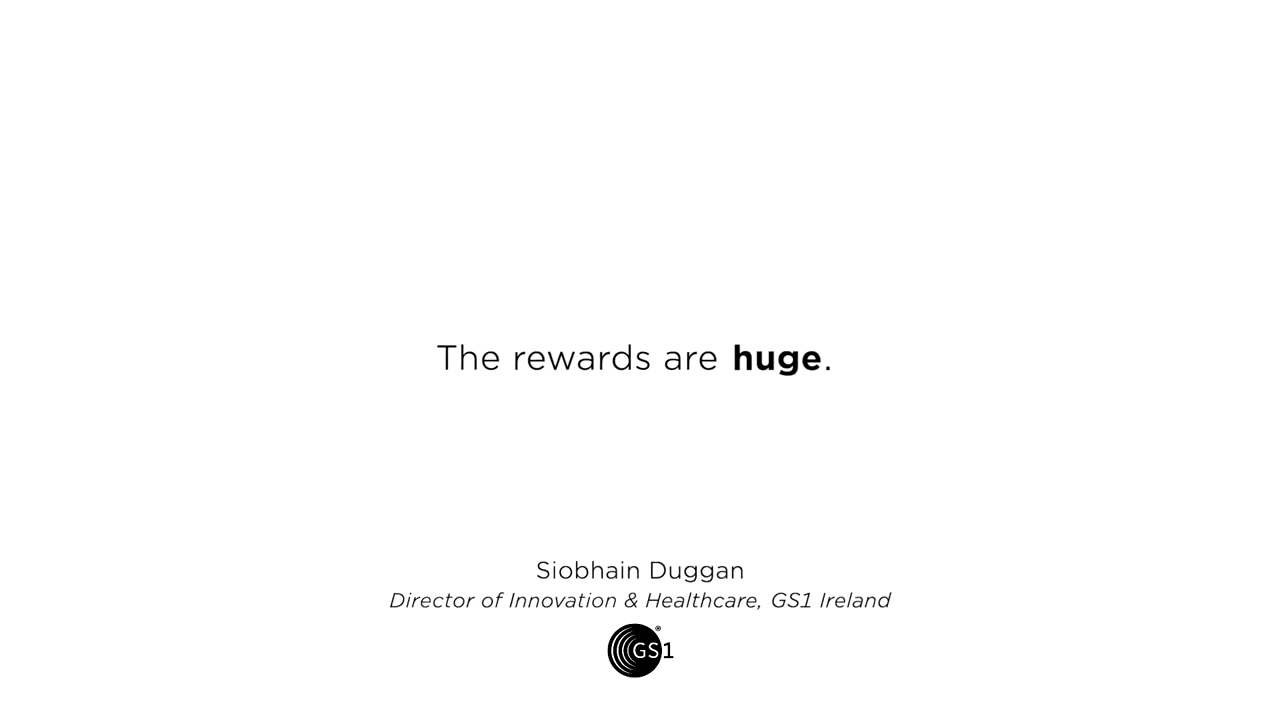 The rewards are huge.
Siobhain Duggan
Director of Innovation & Healthcare, GS1 Ireland
GS1®